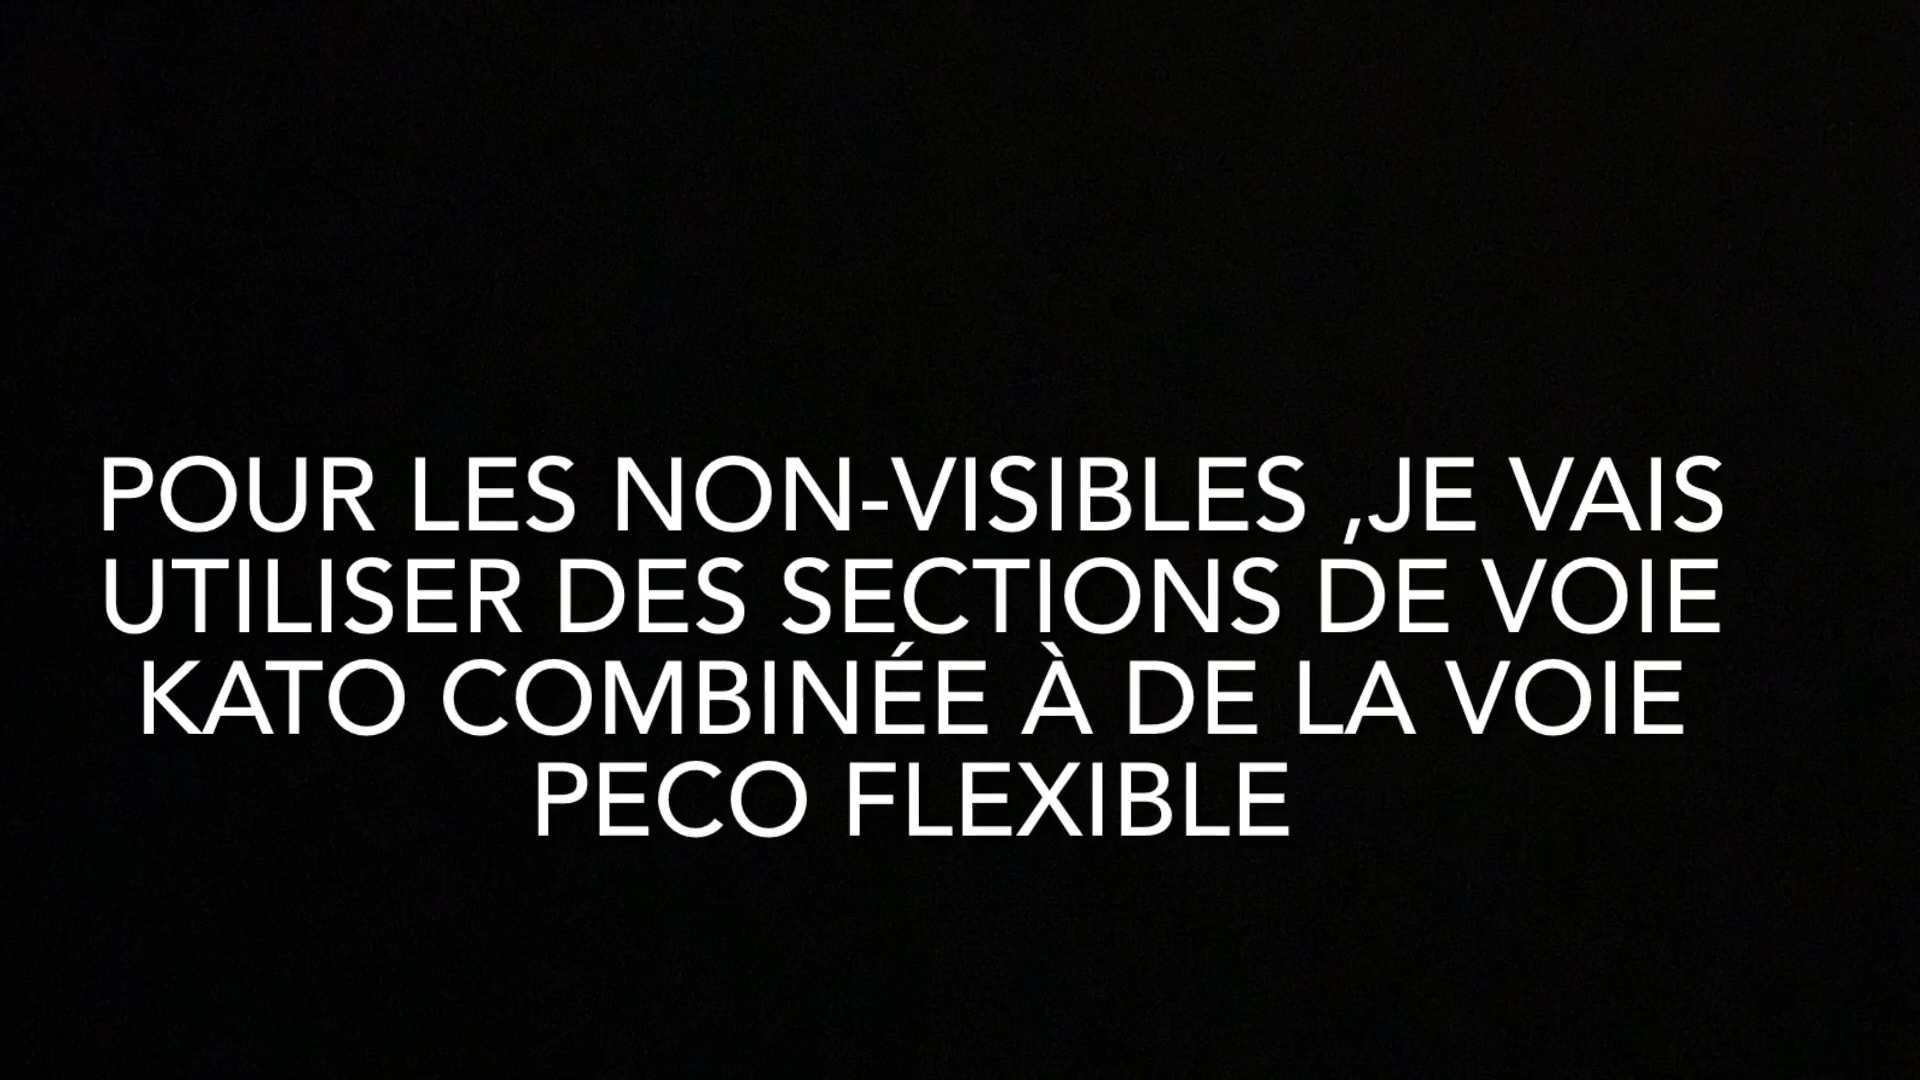 POUR LES NON-VISIBLES ,JE VAIS
UTILISER DES SECTIONS DE VOIE
KATO COMBINÉE À DE LA VOIE
PECO FLEXIBLE